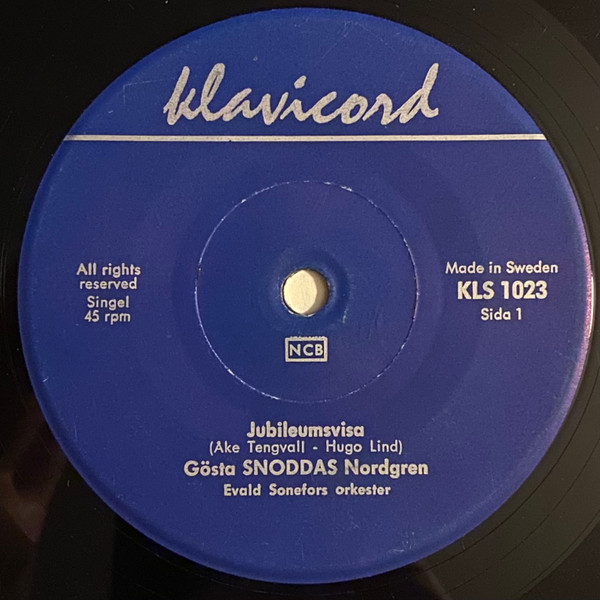 klavicord
All rights
reserved
Singel
45 rpm
Made in Sweden
KLS 1023
Sida 1
NCB
Jubileumsvisa
(Åke Tengvall - Hugo Lind)
Gösta SNODDAS Nordgren
Evald Sonefors orkester